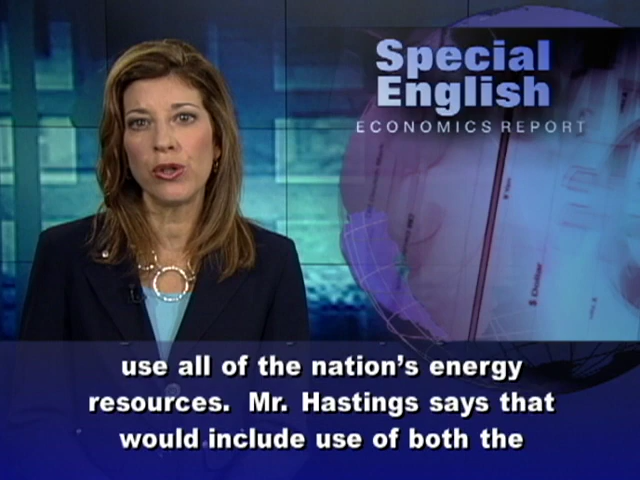 Special
English
ECONOMICS REPORT
$ Dollar
use all of the nation's energy
resources. Mr. Hastings says that
would include use of both the